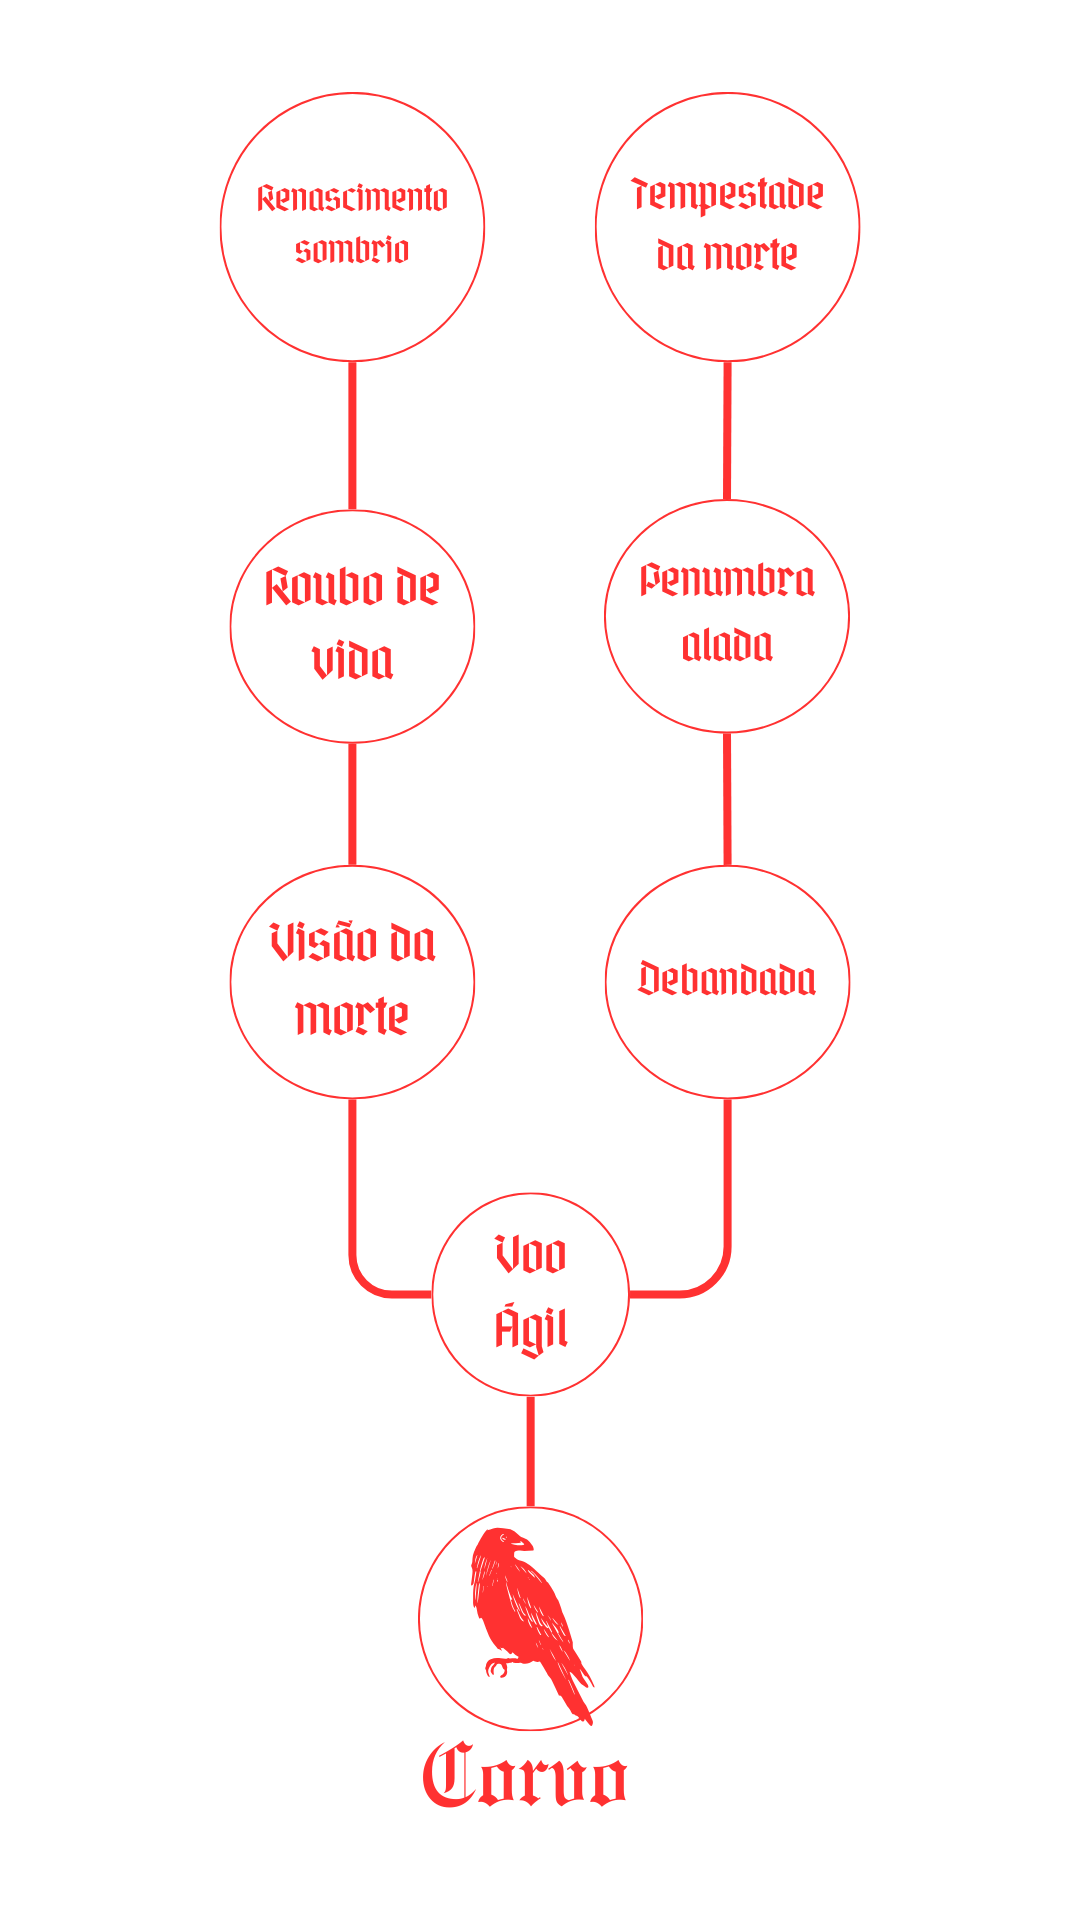 Renascimento
sombrio
Tempestade
da morte
Roubo de
vida
Penumbra
alada
Visão da
morte
Debandada
Voo
Ágil
Corvo